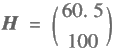 H = (60. 5
100)